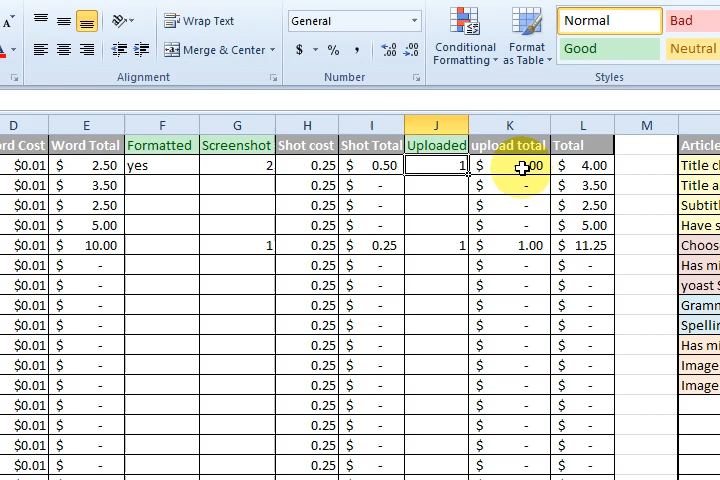 A
Wrap Text
General
Merge & Center
$ % , .0 .00 .00 .0
Conditional Formatting
Format as Table
Normal Bad
Good Neutral
Alignment Number Styles
D E F G H I J K L M
rd Cost Word Total Formatted Screenshot Shot cost Shot Total Uploaded upload total Total Article
$0.01 $ 2.50 yes 2 0.25 $ 0.50 1 $ .00 $ 4.00 Title c
$0.01 $ 3.50 0.25 $ - $ - $ 3.50 Title a
$0.01 $ 2.50 0.25 $ - $ - $ 2.50 Subtit
$0.01 $ 5.00 0.25 $ - $ - $ 5.00 Have s
$0.01 $ 10.00 1 0.25 $ 0.25 1 $ 1.00 $ 11.25 Choos
$0.01 $ - 0.25 $ - $ - $ - Has mi
$0.01 $ - 0.25 $ - $ - $ - yoast S
$0.01 $ - 0.25 $ - $ - $ - Gramm
$0.01 $ - 0.25 $ - $ - $ - Spellin
$0.01 $ - 0.25 $ - $ - $ - Has mi
$0.01 $ - 0.25 $ - $ - $ - Image
$0.01 $ - 0.25 $ - $ - $ - Image
$0.01 $ - 0.25 $ - $ - $ -
$0.01 $ - 0.25 $ - $ - $ -
$0.01 $ - 0.25 $ - $ - $ -
$0.01 $ - 0.25 $ - $ - $ -